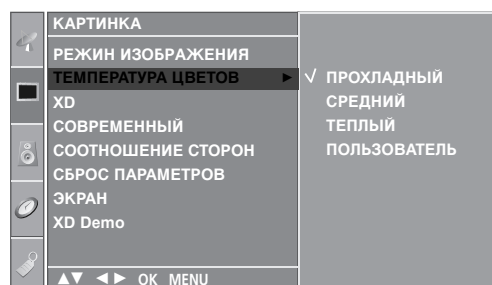 КАРТИНКА
РЕЖИН ИЗОБРАЖЕНИЯ
ТЕМПЕРАТУРА ЦВЕТОВ ►
XD
СОВРЕМЕННЫЙ
СООТНОШЕНИЕ СТОРОН
СБРОС ПАРАМЕТРОВ
ЭКРАН
XD Demo
√ ПРОХЛАДНЫЙ
СРЕДНИЙ
ТЕПЛЫЙ
ПОЛЬЗОВАТЕЛЬ
▲▼ ◄► OK MENU